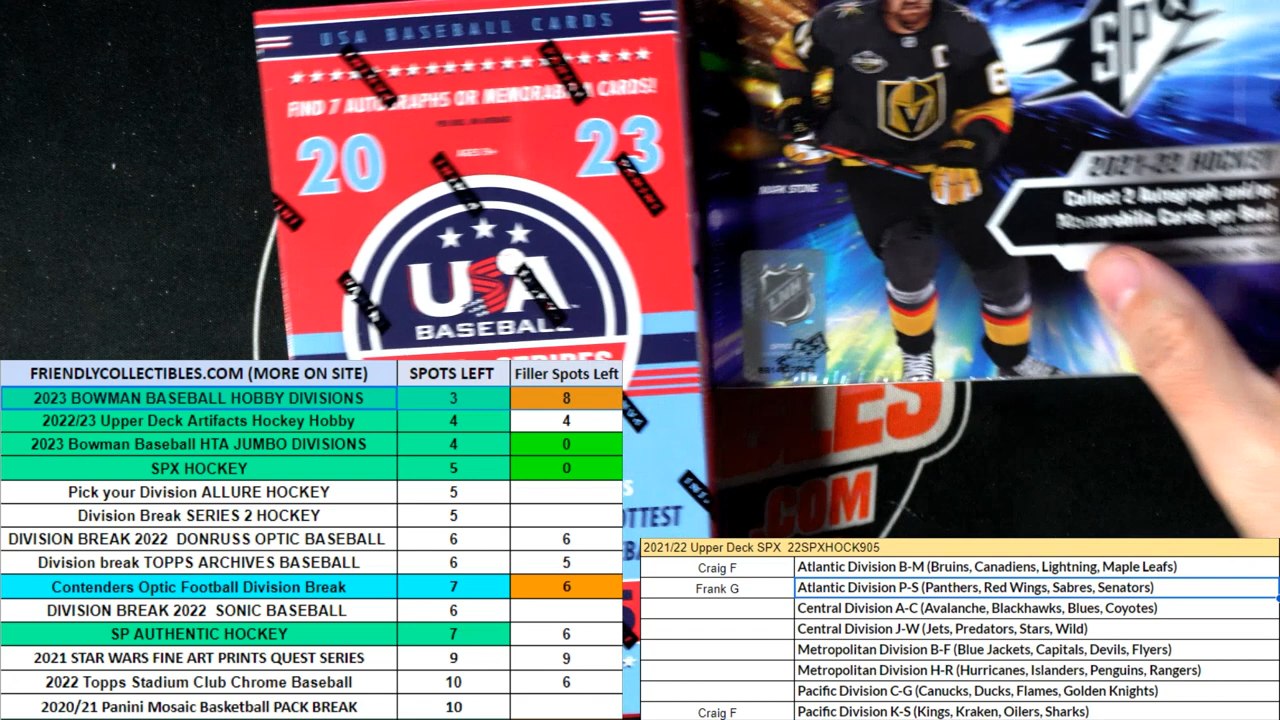 USA BASEBALL CARDS
FIND 7 AUTOGRAPHS OR MEMORABILIA CARDS!
20 23
USA
BASEBALL
SPX
MARK STONE
2021-22 HOCKEY
Collect 2 Autograph and/or
Memorabilia Cards per Box!
.COM
FRIENDLYCOLLECTIBLES.COM (MORE ON SITE) SPOTS LEFT Filler Spots Left
2023 BOWMAN BASEBALL HOBBY DIVISIONS 3 8
2022/23 Upper Deck Artifacts Hockey Hobby 4 4
2023 Bowman Baseball HTA JUMBO DIVISIONS 4 0
SPX HOCKEY 5 0
Pick your Division ALLURE HOCKEY 5
Division Break SERIES 2 HOCKEY 5
DIVISION BREAK 2022 DONRUSS OPTIC BASEBALL 6 6
Division break TOPPS ARCHIVES BASEBALL 6 5
Contenders Optic Football Division Break 7 6
DIVISION BREAK 2022 SONIC BASEBALL 6
SP AUTHENTIC HOCKEY 7 6
2021 STAR WARS FINE ART PRINTS QUEST SERIES 9 9
2022 Topps Stadium Club Chrome Baseball 10 6
2020/21 Panini Mosaic Basketball PACK BREAK 10
2021/22 Upper Deck SPX 22SPXHOCK905
Craig F Atlantic Division B-M (Bruins, Canadiens, Lightning, Maple Leafs)
Frank G Atlantic Division P-S (Panthers, Red Wings, Sabres, Senators)
Central Division A-C (Avalanche, Blackhawks, Blues, Coyotes)
Central Division J-W (Jets, Predators, Stars, Wild)
Metropolitan Division B-F (Blue Jackets, Capitals, Devils, Flyers)
Metropolitan Division H-R (Hurricanes, Islanders, Penguins, Rangers)
Pacific Division C-G (Canucks, Ducks, Flames, Golden Knights)
Craig F Pacific Division K-S (Kings, Kraken, Oilers, Sharks)